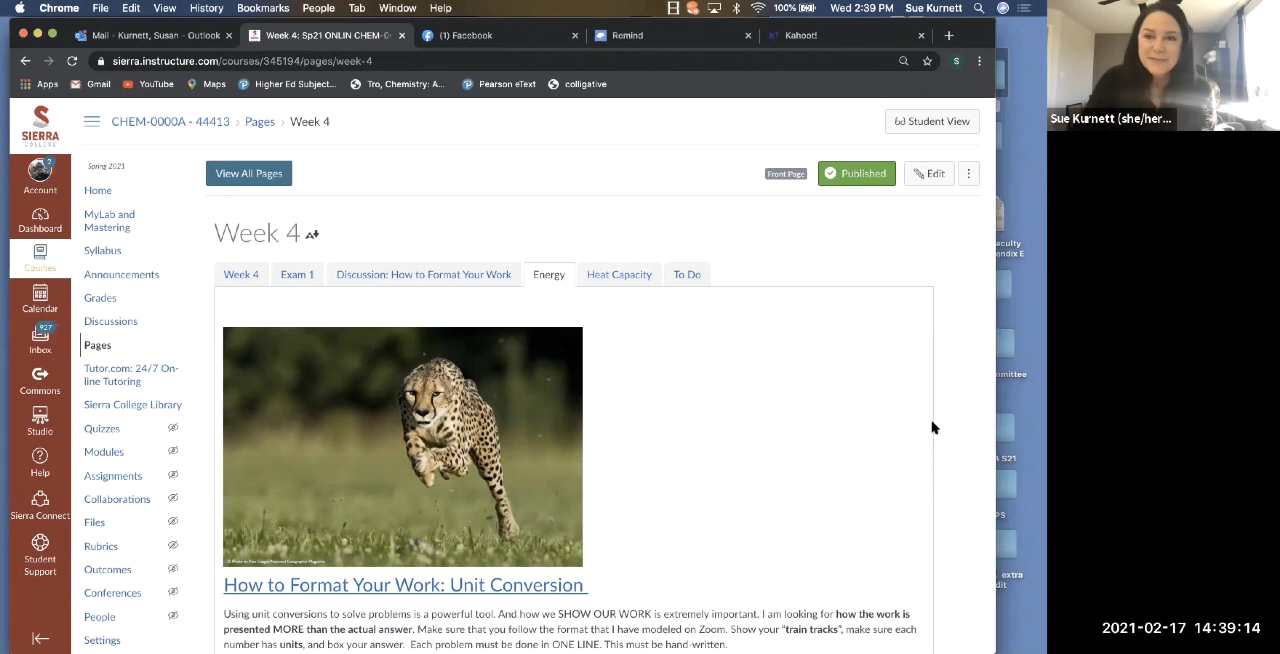 Chrome File Edit View History Bookmarks People Tab Window Help 100% Wed 2:39 PM Sue Kurnett
Mail - Kurnett, Susan - Outlook × Week 4: Sp21 ONLIN CHEM-0 × (1) Facebook × Remind × Kahoot! × +
sierra.instructure.com/courses/345194/pages/week-4 S
Apps Gmail YouTube Maps Higher Ed Subject... Tro, Chemistry: A... Pearson eText colligative
SIERRA
COLLEGE
CHEM-0000A - 44413 › Pages › Week 4
Student View
Sue Kurnett (she/her...
2
Account
Dashboard
Courses
Calendar
927
Inbox
Commons
Studio
Help
Sierra Connect
Student
Support
Spring 2021
Home
MyLab and
Mastering
Syllabus
Announcements
Grades
Discussions
Pages
Tutor.com: 24/7 On-
line Tutoring
Sierra College Library
Quizzes
Modules
Assignments
Collaborations
Files
Rubrics
Outcomes
Conferences
People
Settings
View All Pages
Front Page Published Edit
Week 4
Week 4 Exam 1 Discussion: How to Format Your Work Energy Heat Capacity To Do
How to Format Your Work: Unit Conversion
Using unit conversions to solve problems is a powerful tool. And how we SHOW OUR WORK is extremely important. I am looking for how the work is
presented MORE than the actual answer. Make sure that you follow the format that I have modeled on Zoom. Show your "train tracks", make sure each
number has units, and box your answer. Each problem must be done in ONE LINE. This must be hand-written.
aculty
endix E
mmittee
S21
PS
extra
dit
2021-02-17 14:39:14